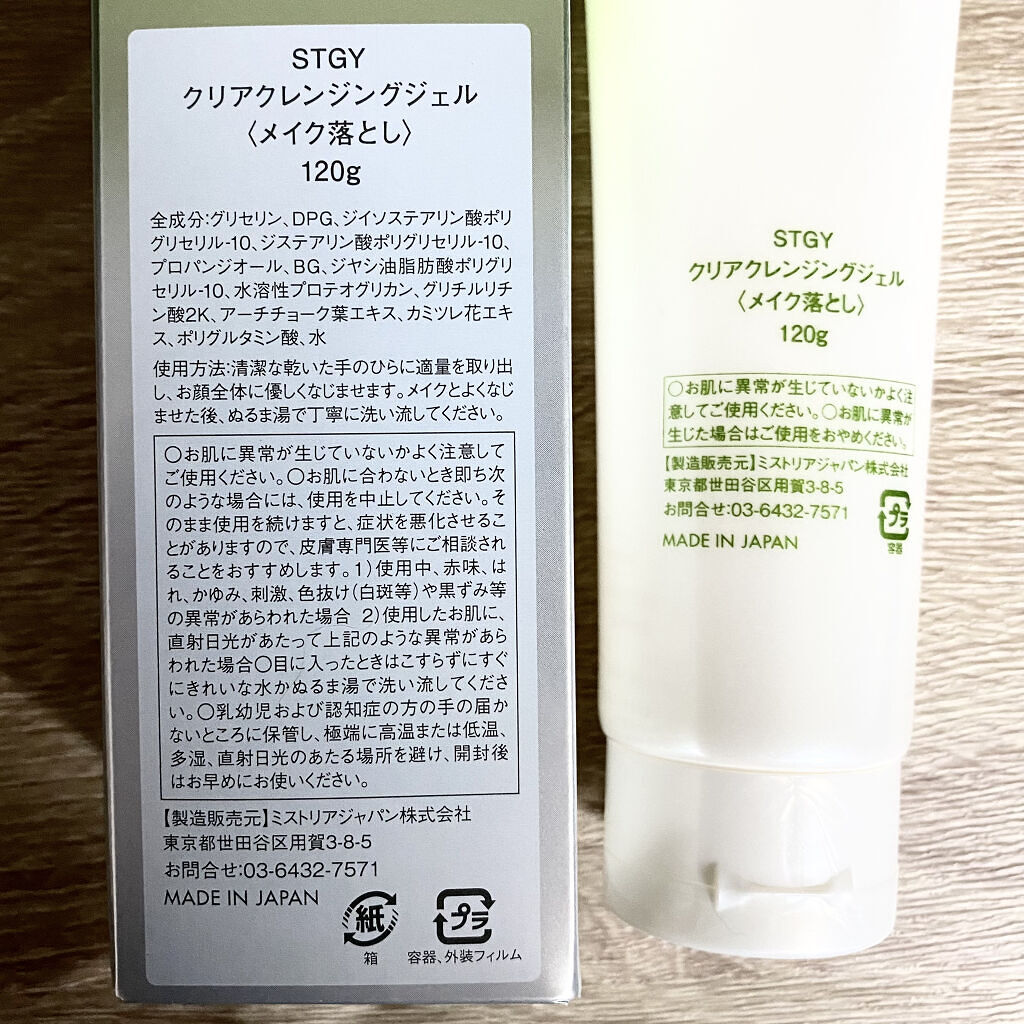 STGY
クリアクレンジングジェル
〈メイク落とし〉
120g
全成分:グリセリン、DPG、ジイソステアリン酸ポリ
グリセリル-10、ジステアリン酸ポリグリセリル-10、
プロパンジオール、BG、ジヤシ油脂肪酸ポリグリ
セリル-10、水溶性プロテオグリカン、グリチルリチ
ン酸2K、アーチチョーク葉エキス、カミツレ花エキ
ス、ポリグルタミン酸、水
使用方法:清潔な乾いた手のひらに適量を取り出
し、お顔全体に優しくなじませます。メイクとよくなじ
ませた後、ぬるま湯で丁寧に洗い流してください。
〇お肌に異常が生じていないかよく注意して
ご使用ください。〇お肌に合わないとき即ち次
のような場合には、使用を中止してください。そ
のまま使用を続けますと、症状を悪化させるこ
とがありますので、皮膚専門医等にご相談され
ることをおすすめします。1)使用中、赤味、は
れ、かゆみ、刺激、色抜け(白斑等)や黒ずみ等
の異常があらわれた場合 2)使用したお肌に、
直射日光があたって上記のような異常があら
われた場合〇目に入ったときはこすらずにすぐ
にきれいな水かぬるま湯で洗い流してくださ
い。〇乳幼児および認知症の方の手の届か
ないところに保管し、極端に高温または低温、
多湿、直射日光のあたる場所を避け、開封後
はお早めにお使いください。
【製造販売元】ミストリアジャパン株式会社
東京都世田谷区用賀3-8-5
お問合せ:03-6432-7571
MADE IN JAPAN
紙
箱
プラ
容器、外装フィルム
STGY
クリアクレンジングジェル
〈メイク落とし〉
120g
〇お肌に異常が生じていないかよく注
意してご使用ください。〇お肌に異常が
生じた場合はご使用をおやめください。
【製造販売元】ミストリアジャパン株式会社
東京都世田谷区用賀3-8-5
お問合せ:03-6432-7571
MADE IN JAPAN
プラ
容器